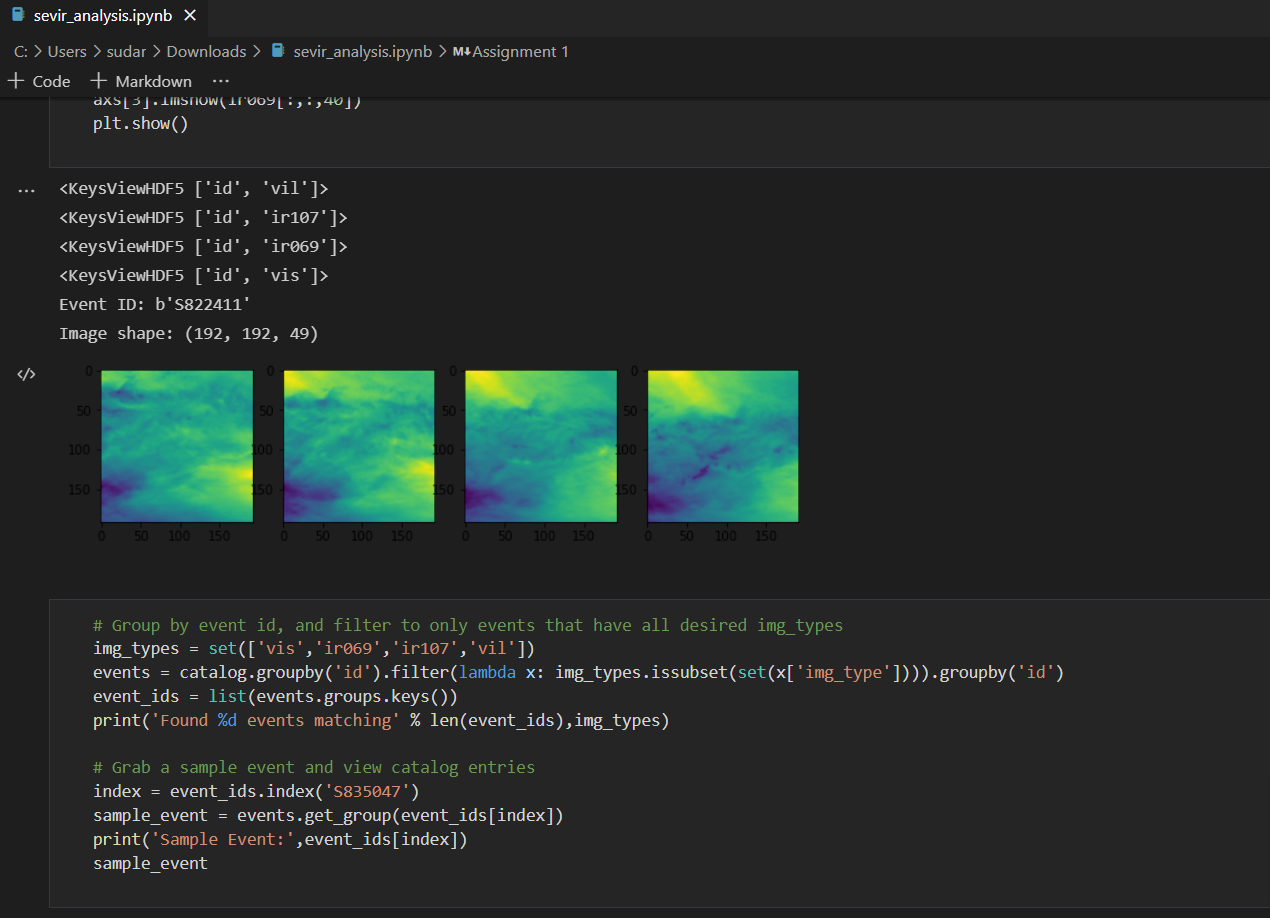 sevir_analysis.ipynb ×
C: > Users > sudar > Downloads > sevir_analysis.ipynb > M↓Assignment 1
+ Code + Markdown ...
axs[3].imshow(ir069[:,:,40])
plt.show()
...
<KeysViewHDF5 ['id', 'vil']>
<KeysViewHDF5 ['id', 'ir107']>
<KeysViewHDF5 ['id', 'ir069']>
<KeysViewHDF5 ['id', 'vis']>
Event ID: b'S822411'
Image shape: (192, 192, 49)
</>
0 0 0 0
50 50 50 50
100 100 100 100
150 150 150 150
0 50 100 150 0 50 100 150 0 50 100 150 0 50 100 150
# Group by event id, and filter to only events that have all desired img_types
img_types = set(['vis','ir069','ir107','vil'])
events = catalog.groupby('id').filter(lambda x: img_types.issubset(set(x['img_type']))).groupby('id')
event_ids = list(events.groups.keys())
print('Found %d events matching' % len(event_ids),img_types)
# Grab a sample event and view catalog entries
index = event_ids.index('S835047')
sample_event = events.get_group(event_ids[index])
print('Sample Event:',event_ids[index])
sample_event